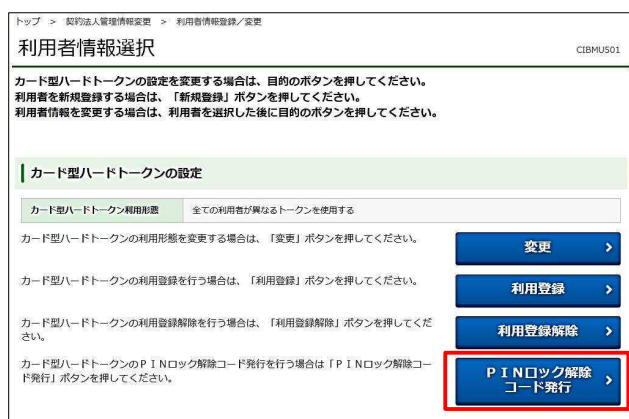 トップ > 契約法人管理情報変更 > 利用者情報登録／変更
利用者情報選択
CIBMU501
カード型ハードトークンの設定を変更する場合は、目的のボタンを押してください。
利用者を新規登録する場合は、「新規登録」ボタンを押してください。
利用者情報を変更する場合は、利用者を選択した後に目的のボタンを押してください。
カード型ハードトークンの設定
カード型ハードトークン利用形態 全ての利用者が異なるトークンを使用する
カード型ハードトークンの利用形態を変更する場合は、「変更」ボタンを押してください。
変更
カード型ハードトークンの利用登録を行う場合は、「利用登録」ボタンを押してください。
利用登録
カード型ハードトークンの利用登録解除を行う場合は、「利用登録解除」ボタンを押してくだ
さい。
利用登録解除
カード型ハードトークンのＰＩＮロック解除コード発行を行う場合は「ＰＩＮロック解除コー
ド発行」ボタンを押してください。
ＰＩＮロック解除
コード発行